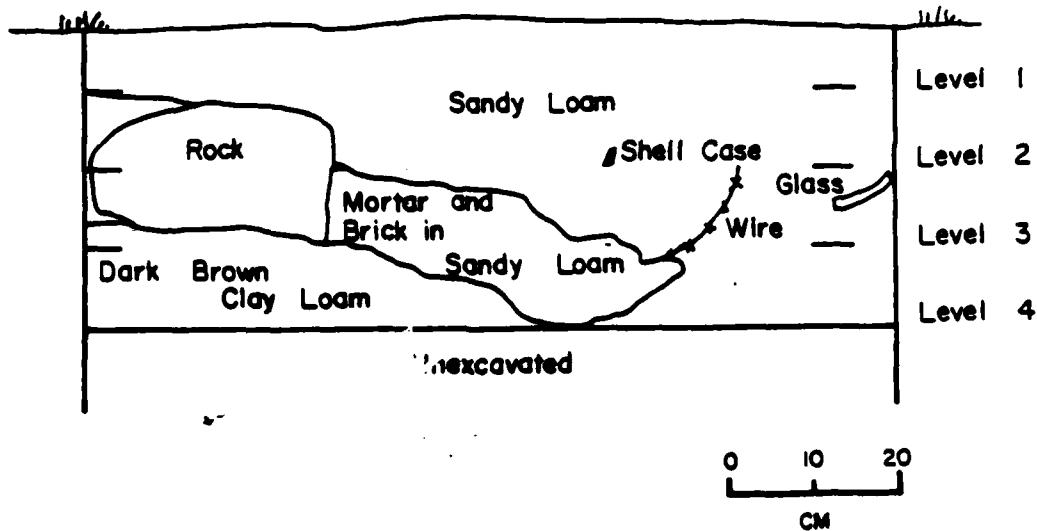 Level 1
Sandy Loam
Rock
Shell Case
Level 2
Glass
Mortar and
Brick in
Wire
Level 3
Sandy Loam
Dark Brown
Clay Loam
Level 4
Unexcavated
0 10 20
CM